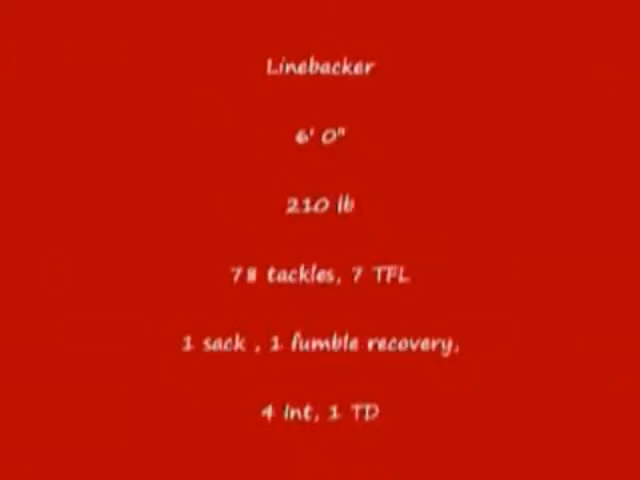 Linebacker
6' 0"
210 lb
78 tackles, 7 TFL
1 sack , 1 fumble recovery,
4 Int, 1 TD